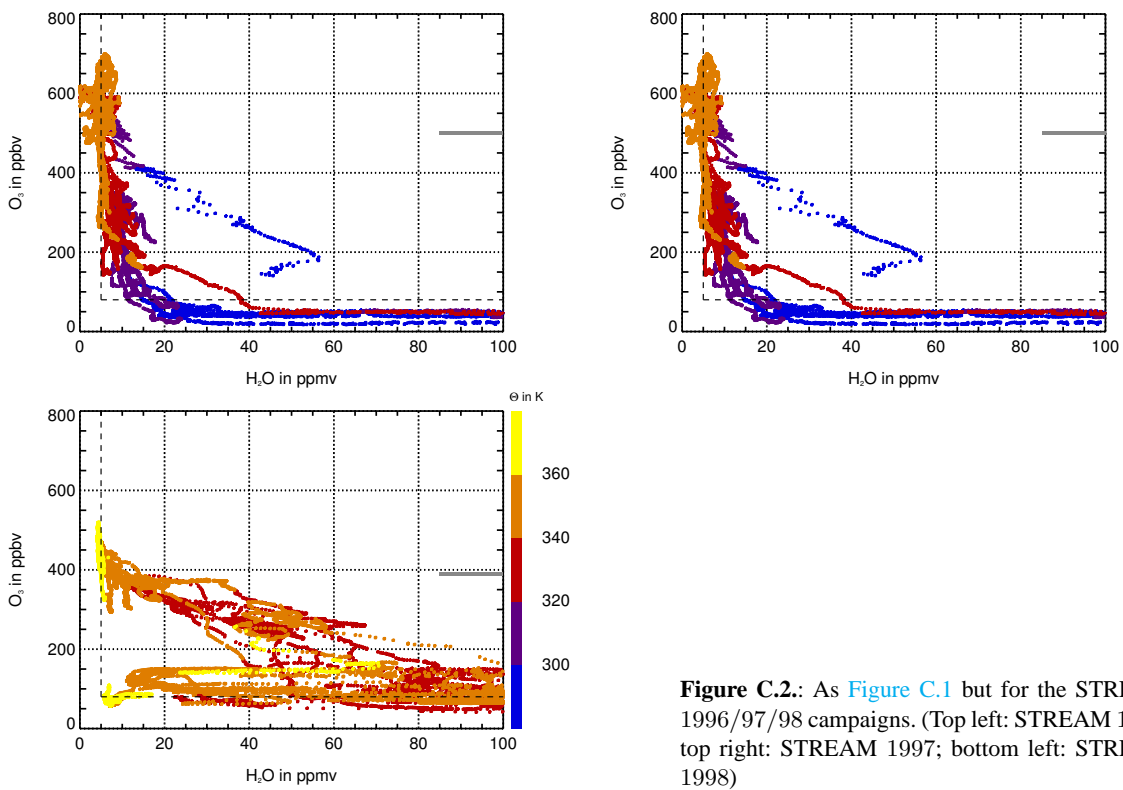 800
600
400
200
0
O₃ in ppbv
0 20 40 60 80 100
H₂O in ppmv
800
600
400
200
0
O₃ in ppbv
0 20 40 60 80 100
H₂O in ppmv
800
600
400
200
0
O₃ in ppbv
0 20 40 60 80 100
H₂O in ppmv
Θ in K
360
340
320
300
Figure C.2.: As Figure C.1 but for the STRE
1996/97/98 campaigns. (Top left: STREAM 1
top right: STREAM 1997; bottom left: STRE
1998)